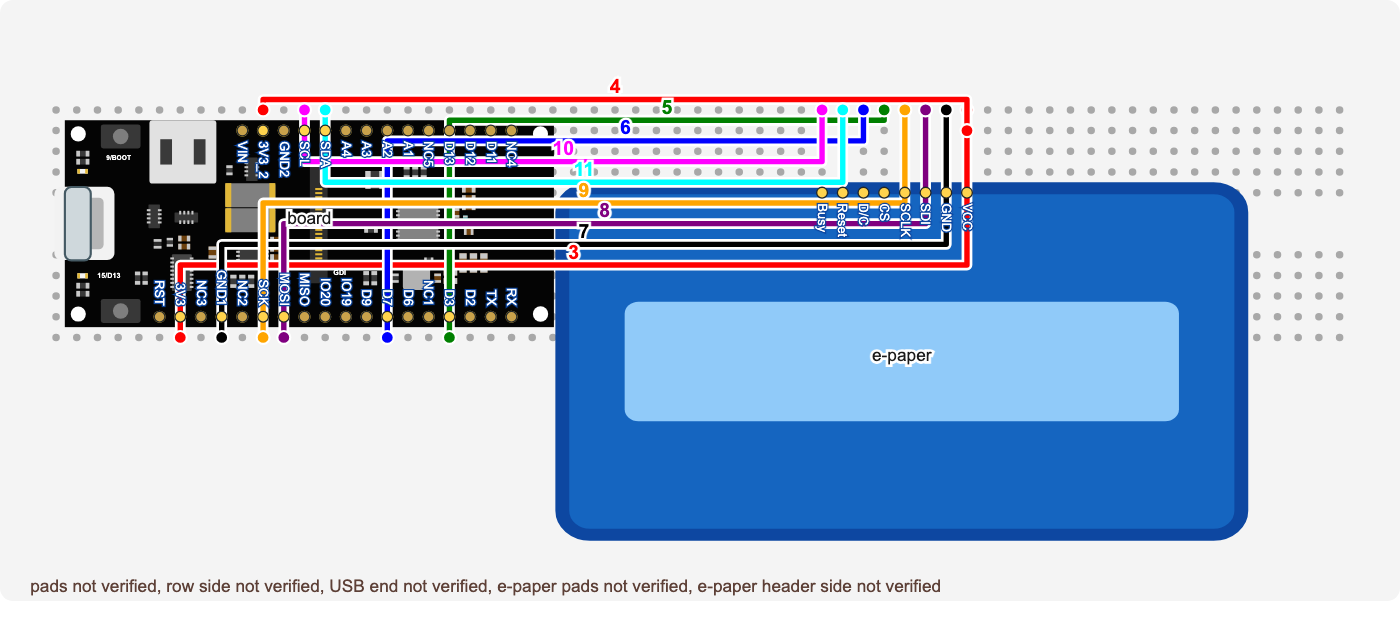 4
5
6
10
11
9
8
7
3
9/BOOT
15/D13
VIN
3V3_2
GND2
SCL
SDA
A4
A3
A2
A1
NC5
D13
D12
D11
NC4
board
GDI
RST
3V3
NC3
GND1
NC2
SCK
MOSI
MISO
IO20
IO19
D9
D7
D6
NC1
D3
D2
TX
RX
Busy
Reset
D/C
CS
SCLK
SDI
GND
VCC
e-paper
pads not verified, row side not verified, USB end not verified, e-paper pads not verified, e-paper header side not verified